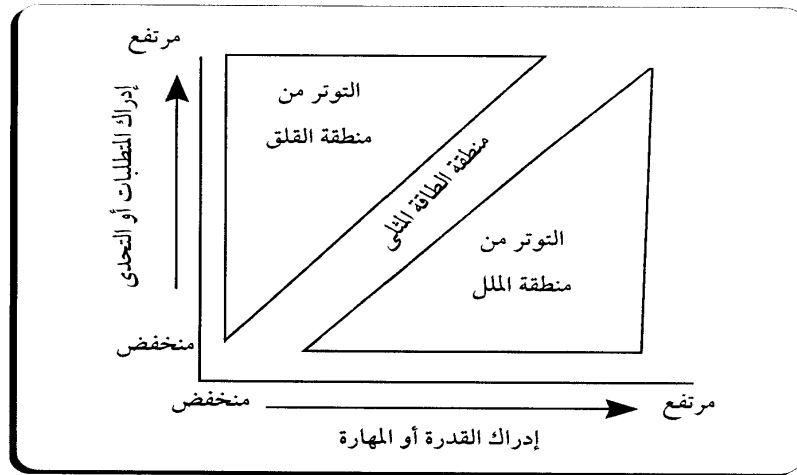 مرتفع
إدراك المتطلبات أو التحدى
التوتر من
منطقة القلق
منطقة الطاقة المثلى
التوتر من
منطقة الملل
منخفض
منخفض
مرتفع
إدراك القدرة أو المهارة